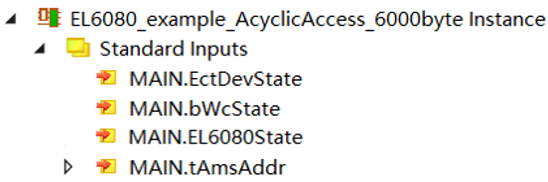 EL6080_example_AcyclicAccess_6000byte Instance
Standard Inputs
MAIN.EctDevState
MAIN.bWcState
MAIN.EL6080State
MAIN.tAmsAddr